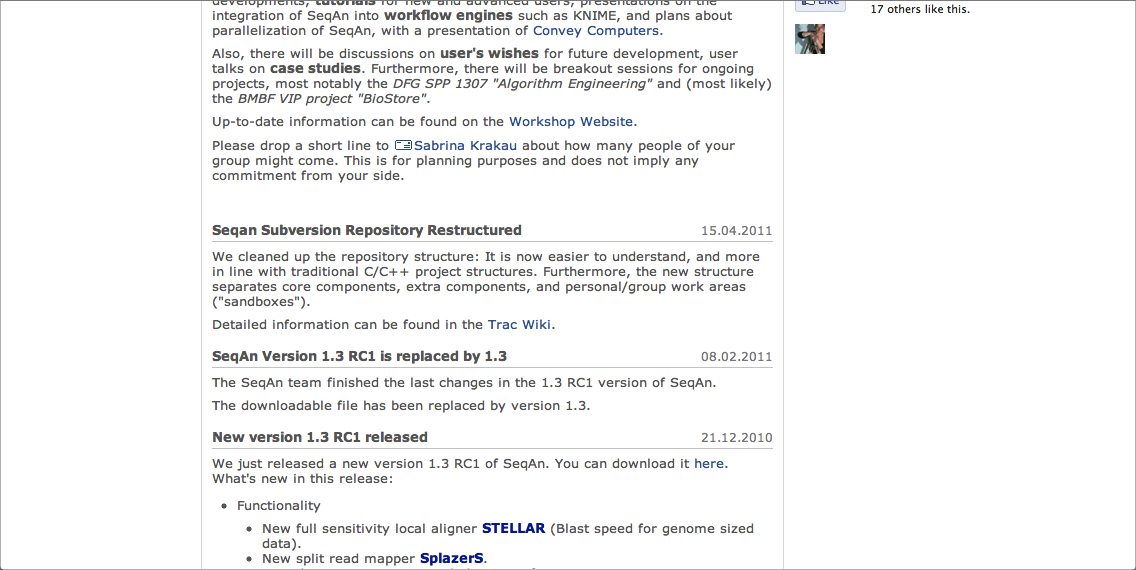 developments, tutorials for new and advanced users, presentations on the
integration of SeqAn into workflow engines such as KNIME, and plans about
parallelization of SeqAn, with a presentation of Convey Computers.
Also, there will be discussions on user's wishes for future development, user
talks on case studies. Furthermore, there will be breakout sessions for ongoing
projects, most notably the DFG SPP 1307 "Algorithm Engineering" and (most likely)
the BMBF VIP project "BioStore".
Up-to-date information can be found on the Workshop Website.
Please drop a short line to Sabrina Krakau about how many people of your
group might come. This is for planning purposes and does not imply any
commitment from your side.
Seqan Subversion Repository Restructured 15.04.2011
We cleaned up the repository structure: It is now easier to understand, and more
in line with traditional C/C++ project structures. Furthermore, the new structure
separates core components, extra components, and personal/group work areas
("sandboxes").
Detailed information can be found in the Trac Wiki.
SeqAn Version 1.3 RC1 is replaced by 1.3 08.02.2011
The SeqAn team finished the last changes in the 1.3 RC1 version of SeqAn.
The downloadable file has been replaced by version 1.3.
New version 1.3 RC1 released 21.12.2010
We just released a new version 1.3 RC1 of SeqAn. You can download it here.
What's new in this release:
• Functionality
• New full sensitivity local aligner STELLAR (Blast speed for genome sized
data).
• New split read mapper SplazerS.
Like
17 others like this.